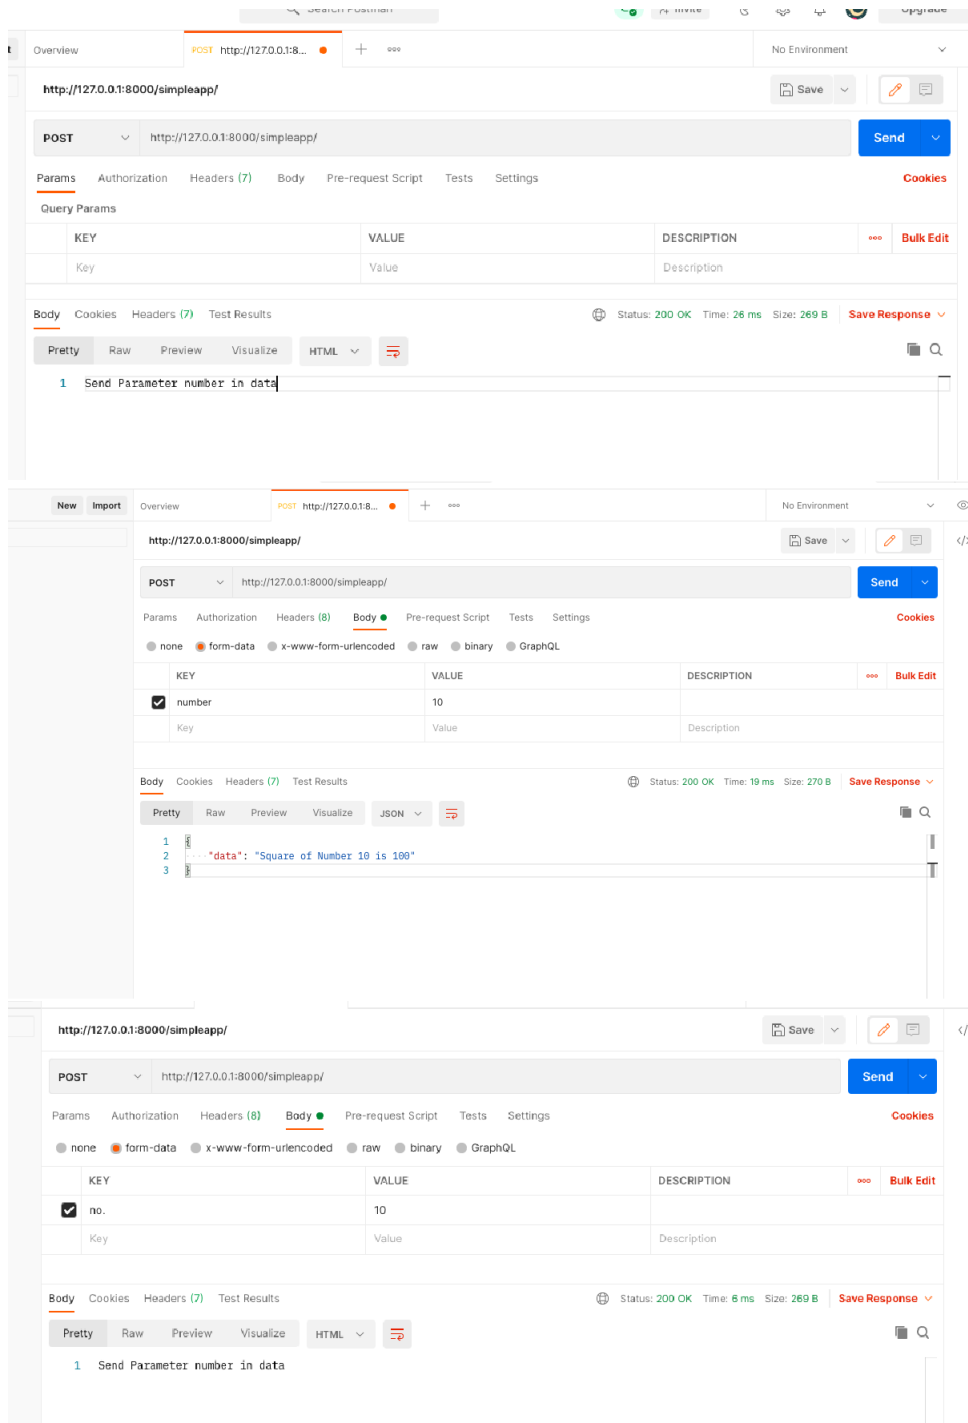 Search Postman Invite Upgrade
Overview POST http://127.0.0.1:8... No Environment
http://127.0.0.1:8000/simpleapp/ Save
POST http://127.0.0.1:8000/simpleapp/ Send
Params Authorization Headers (7) Body Pre-request Script Tests Settings Cookies
Query Params
KEY VALUE DESCRIPTION Bulk Edit
Key Value Description
Body Cookies Headers (7) Test Results Status: 200 OK Time: 26 ms Size: 269 B Save Response
Pretty Raw Preview Visualize HTML
1 Send Parameter number in data
New Import Overview POST http://127.0.0.1:8... No Environment
http://127.0.0.1:8000/simpleapp/ Save
POST http://127.0.0.1:8000/simpleapp/ Send
Params Authorization Headers (8) Body Pre-request Script Tests Settings Cookies
none form-data x-www-form-urlencoded raw binary GraphQL
KEY VALUE DESCRIPTION Bulk Edit
number 10
Key Value Description
Body Cookies Headers (7) Test Results Status: 200 OK Time: 19 ms Size: 270 B Save Response
Pretty Raw Preview Visualize JSON
1 {
2 "data": "Square of Number 10 is 100"
3 }
http://127.0.0.1:8000/simpleapp/ Save
POST http://127.0.0.1:8000/simpleapp/ Send
Params Authorization Headers (8) Body Pre-request Script Tests Settings Cookies
none form-data x-www-form-urlencoded raw binary GraphQL
KEY VALUE DESCRIPTION Bulk Edit
no. 10
Key Value Description
Body Cookies Headers (7) Test Results Status: 200 OK Time: 6 ms Size: 269 B Save Response
Pretty Raw Preview Visualize HTML
1 Send Parameter number in data